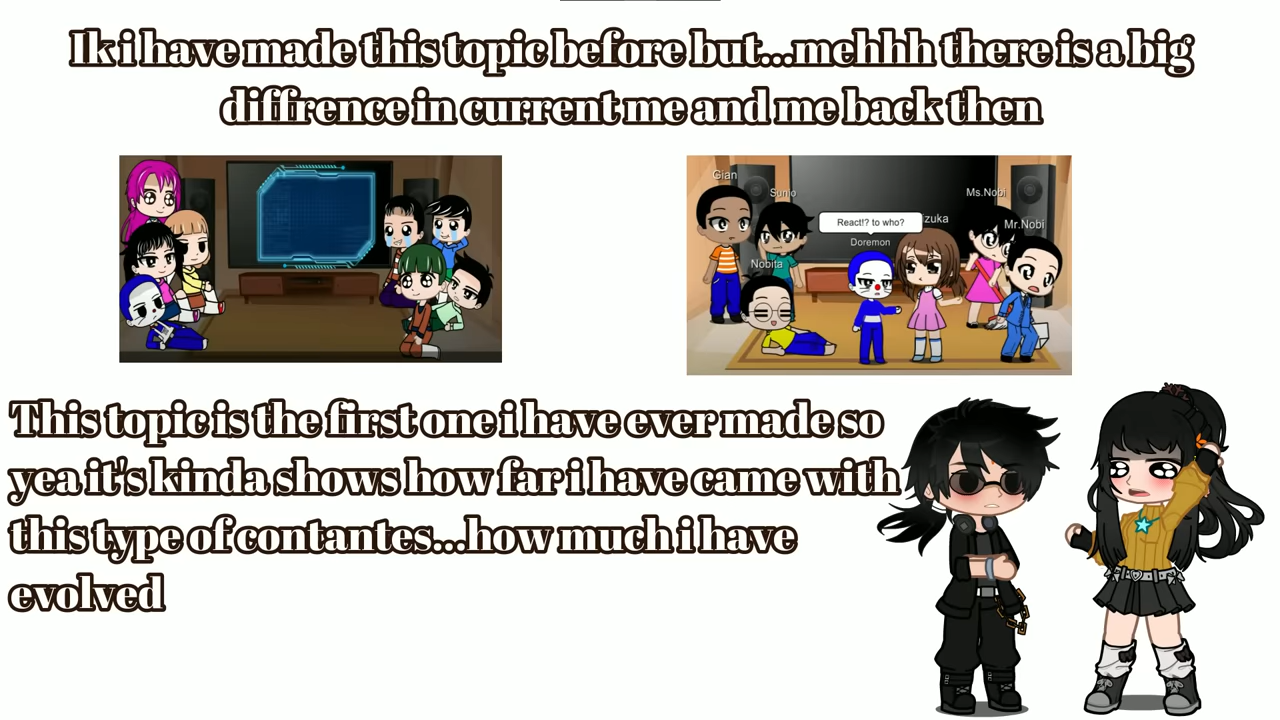 Ik i have made this topic before but...mehhh there is a big
diffrence in current me and me back then
Gian
Sunio
Ms.Nobi
React!? to who?
zuka
Mr.Nobi
Doremon
Nobita
This topic is the first one i have ever made so
yea it's kinda shows how far i have came with
this type of contantes...how much i have
evolved